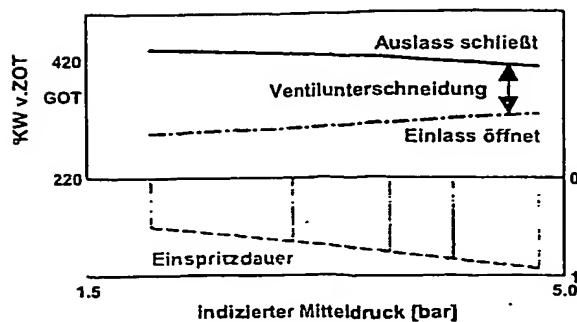 °KW v.ZOT
420
GOT
220
Auslass schließt
Ventilunterschneidung
Einlass öffnet
0
Einspritzdauer
1
1.5
5.0
indizierter Mitteldruck [bar]